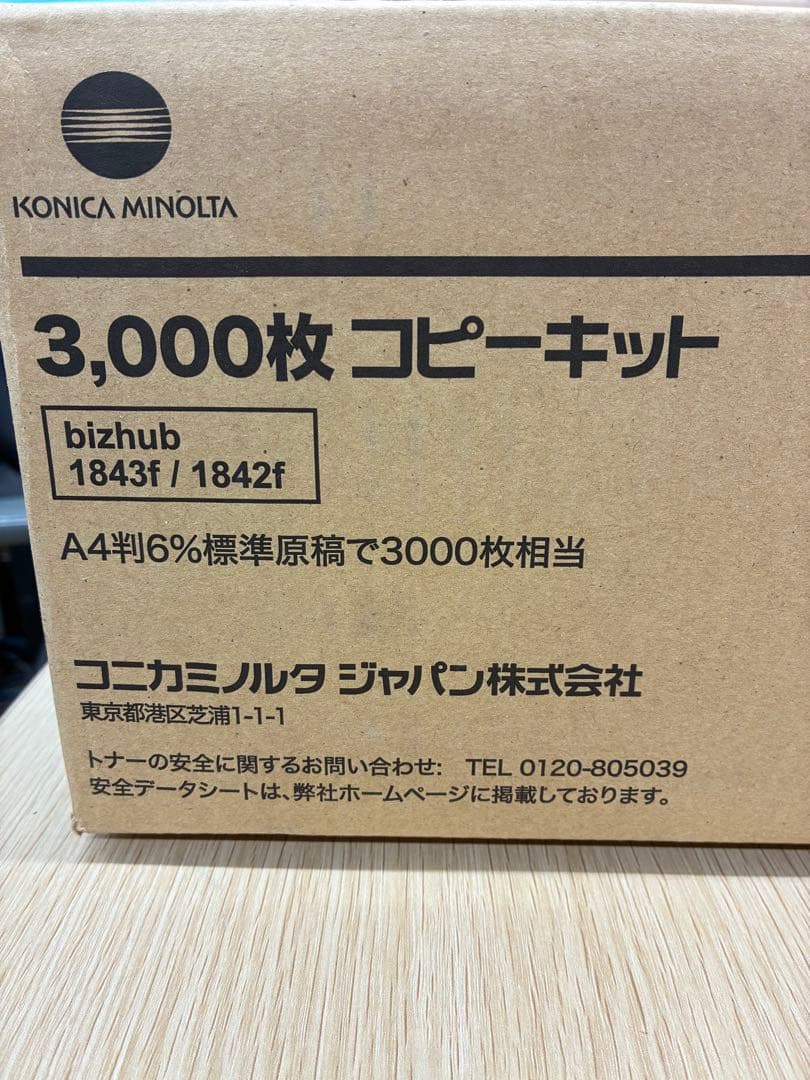 KONICA MINOLTA
3,000枚 コピーキット
bizhub
1843f / 1842f
A4判6%標準原稿で3000枚相当
コニカミノルタ ジャパン株式会社
東京都港区芝浦1-1-1
トナーの安全に関するお問い合わせ: TEL 0120-805039
安全データシートは、弊社ホームページに掲載しております。